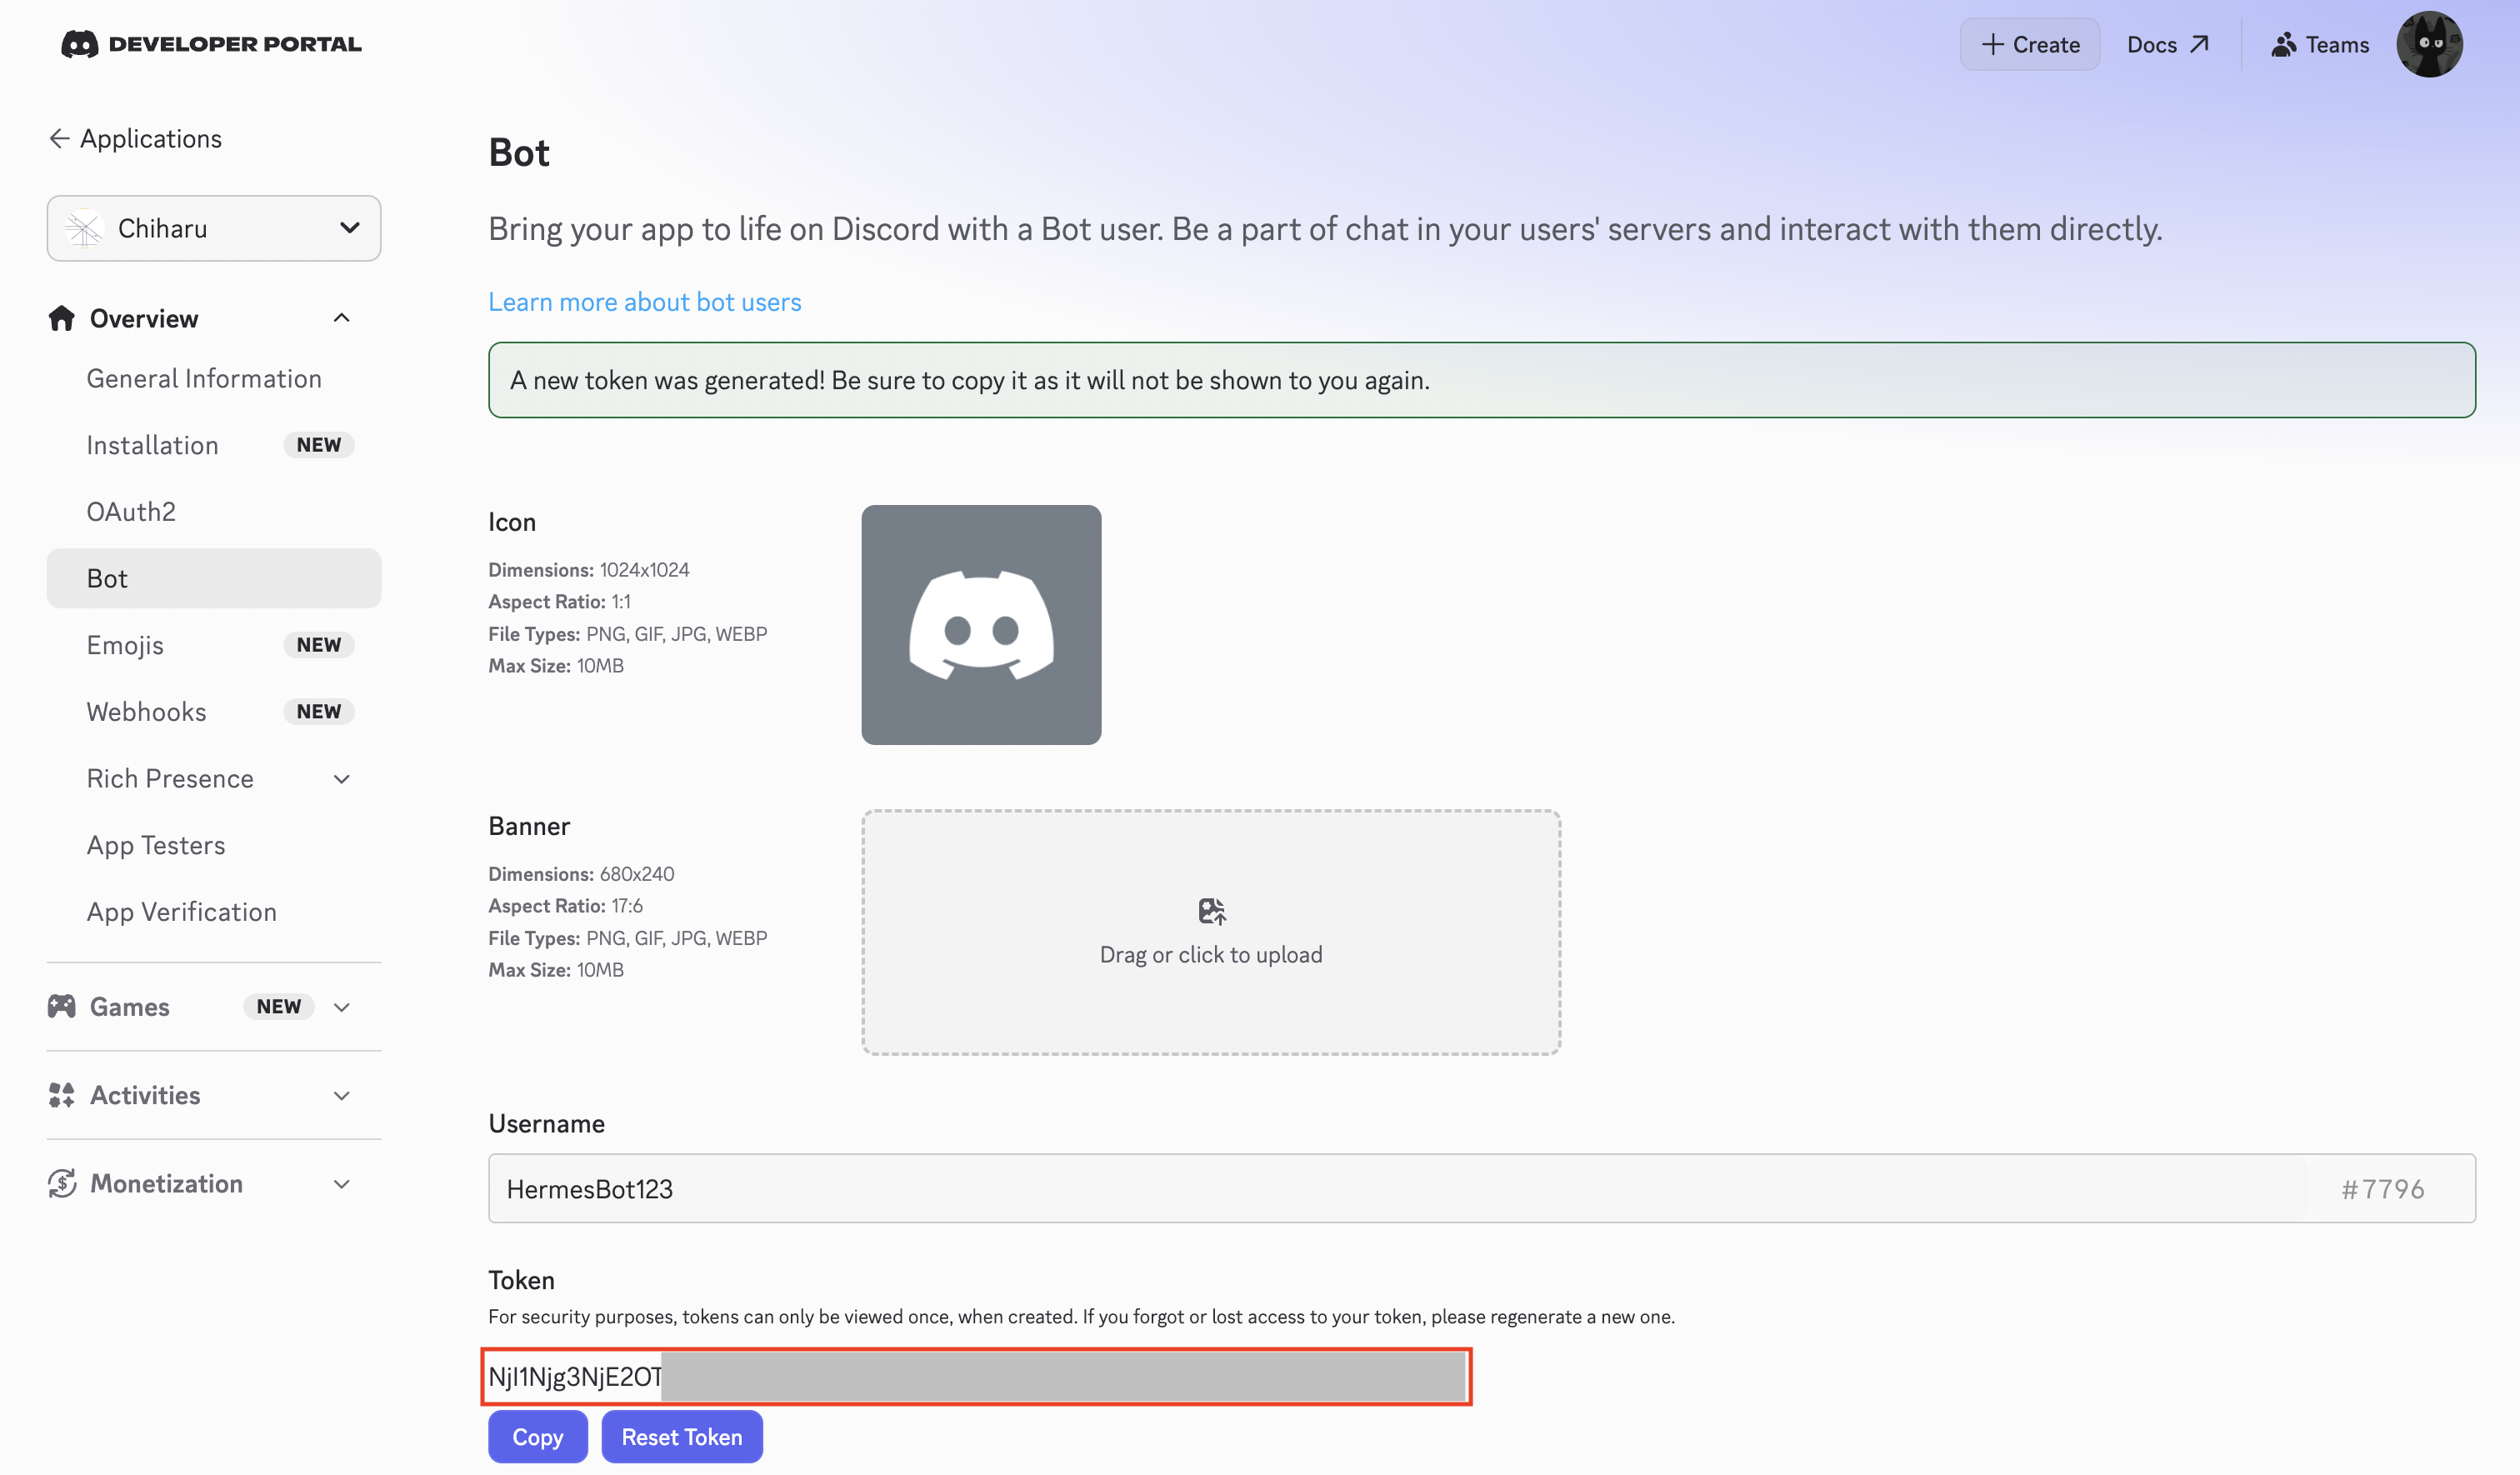 DEVELOPER PORTAL
Create
Docs
Teams
Applications
Chiharu
Overview
General Information
Installation NEW
OAuth2
Bot
Emojis NEW
Webhooks NEW
Rich Presence
App Testers
App Verification
Games NEW
Activities
Monetization
Bot
Bring your app to life on Discord with a Bot user. Be a part of chat in your users' servers and interact with them directly.
Learn more about bot users
A new token was generated! Be sure to copy it as it will not be shown to you again.
Icon
Dimensions: 1024x1024
Aspect Ratio: 1:1
File Types: PNG, GIF, JPG, WEBP
Max Size: 10MB
Banner
Dimensions: 680x240
Aspect Ratio: 17:6
File Types: PNG, GIF, JPG, WEBP
Max Size: 10MB
Drag or click to upload
Username
HermesBot123 #7796
Token
For security purposes, tokens can only be viewed once, when created. If you forgot or lost access to your token, please regenerate a new one.
NjI1Njg3NjE2OT
Copy
Reset Token